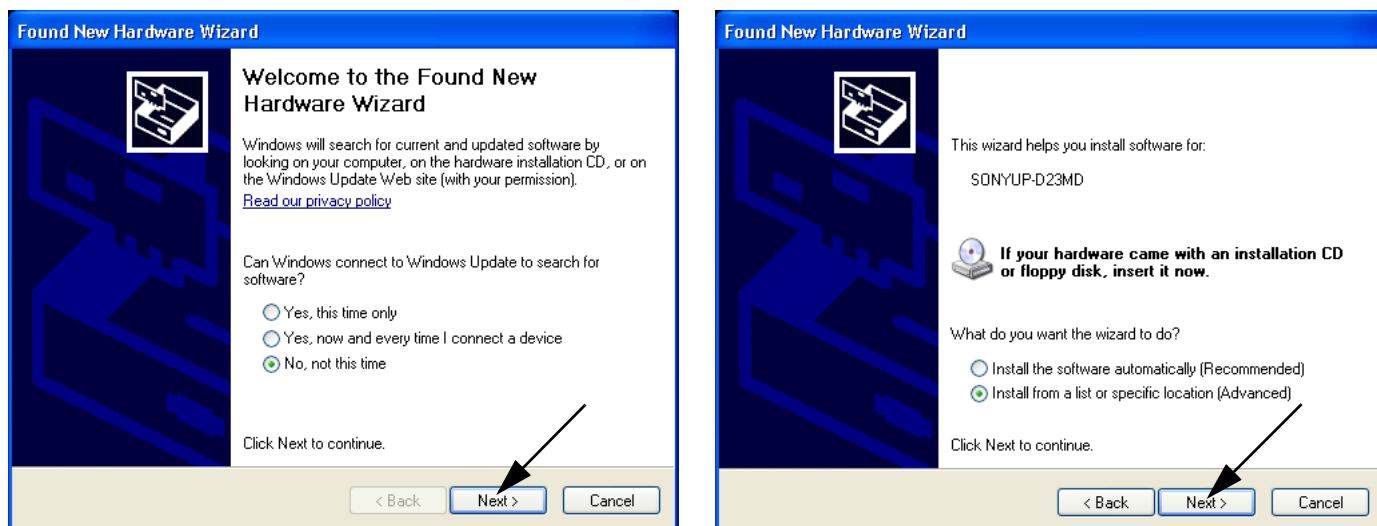 Found New Hardware Wizard
Welcome to the Found New
Hardware Wizard
Windows will search for current and updated software by
looking on your computer, on the hardware installation CD, or on
the Windows Update Web site (with your permission).
Read our privacy policy
Can Windows connect to Windows Update to search for
software?
Yes, this time only
Yes, now and every time I connect a device
No, not this time
Click Next to continue.
< Back
Next >
Cancel
Found New Hardware Wizard
This wizard helps you install software for:
SONYUP-D23MD
If your hardware came with an installation CD
or floppy disk, insert it now.
What do you want the wizard to do?
Install the software automatically (Recommended)
Install from a list or specific location (Advanced)
Click Next to continue.
< Back
Next >
Cancel